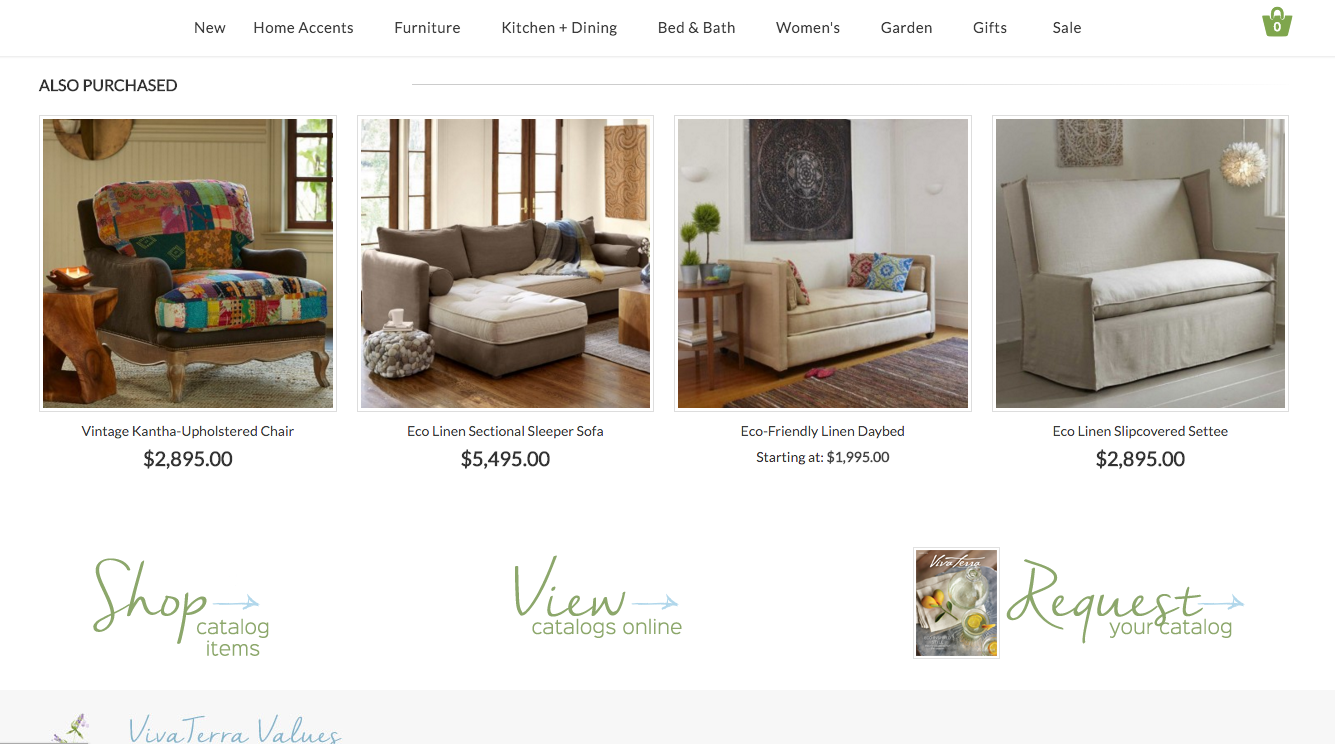 New Home Accents Furniture Kitchen + Dining Bed & Bath Women's Garden Gifts Sale 0
ALSO PURCHASED
Vintage Kantha-Upholstered Chair
$2,895.00
Eco Linen Sectional Sleeper Sofa
$5,495.00
Eco-Friendly Linen Daybed
Starting at: $1,995.00
Eco Linen Slipcovered Settee
$2,895.00
Shop
catalog
items
View
catalogs online
VivaTerra
Request
your catalog
VivaTerra Values